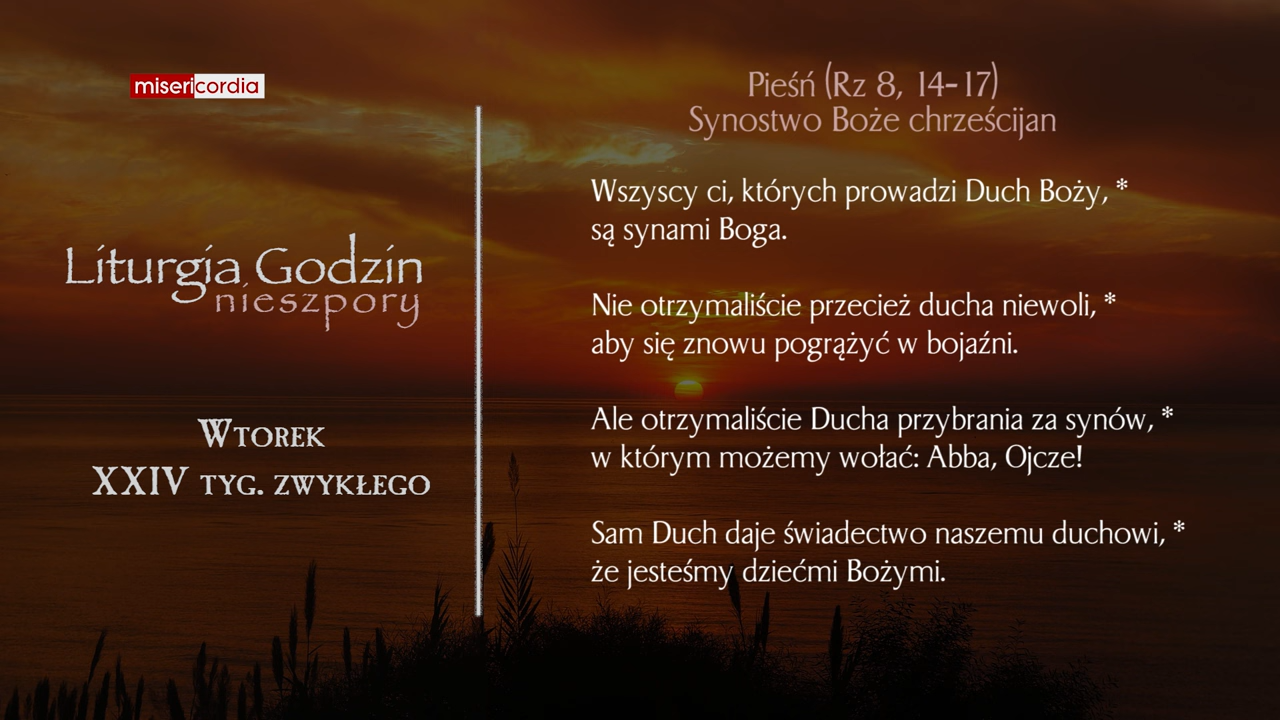 misericordia
Liturgia Godzin
nieszpory
Wtorek
XXIV tyg. zwykłego
Pieśń (Rz 8, 14-17)
Synostwo Boże chrześcijan
Wszyscy ci, których prowadzi Duch Boży, *
są synami Boga.
Nie otrzymaliście przecież ducha niewoli, *
aby się znowu pogrążyć w bojaźni.
Ale otrzymaliście Ducha przybrania za synów, *
w którym możemy wołać: Abba, Ojcze!
Sam Duch daje świadectwo naszemu duchowi, *
że jesteśmy dziećmi Bożymi.